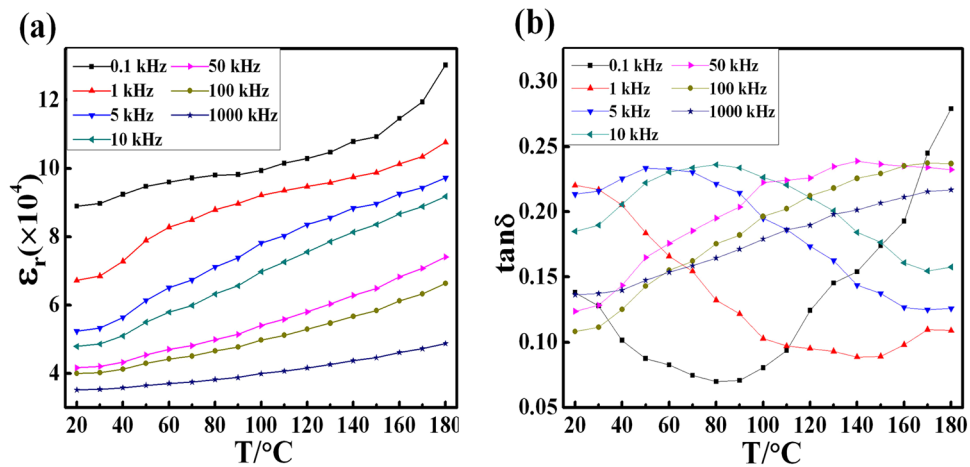 (a)
εr(×10⁴)
12
10
8
6
4
0.1 kHz
1 kHz
5 kHz
10 kHz
50 kHz
100 kHz
1000 kHz
20 40 60 80 100 120 140 160 180
T/°C
(b)
tanδ
0.30
0.25
0.20
0.15
0.10
0.05
0.1 kHz
1 kHz
5 kHz
10 kHz
50 kHz
100 kHz
1000 kHz
20 40 60 80 100 120 140 160 180
T/°C